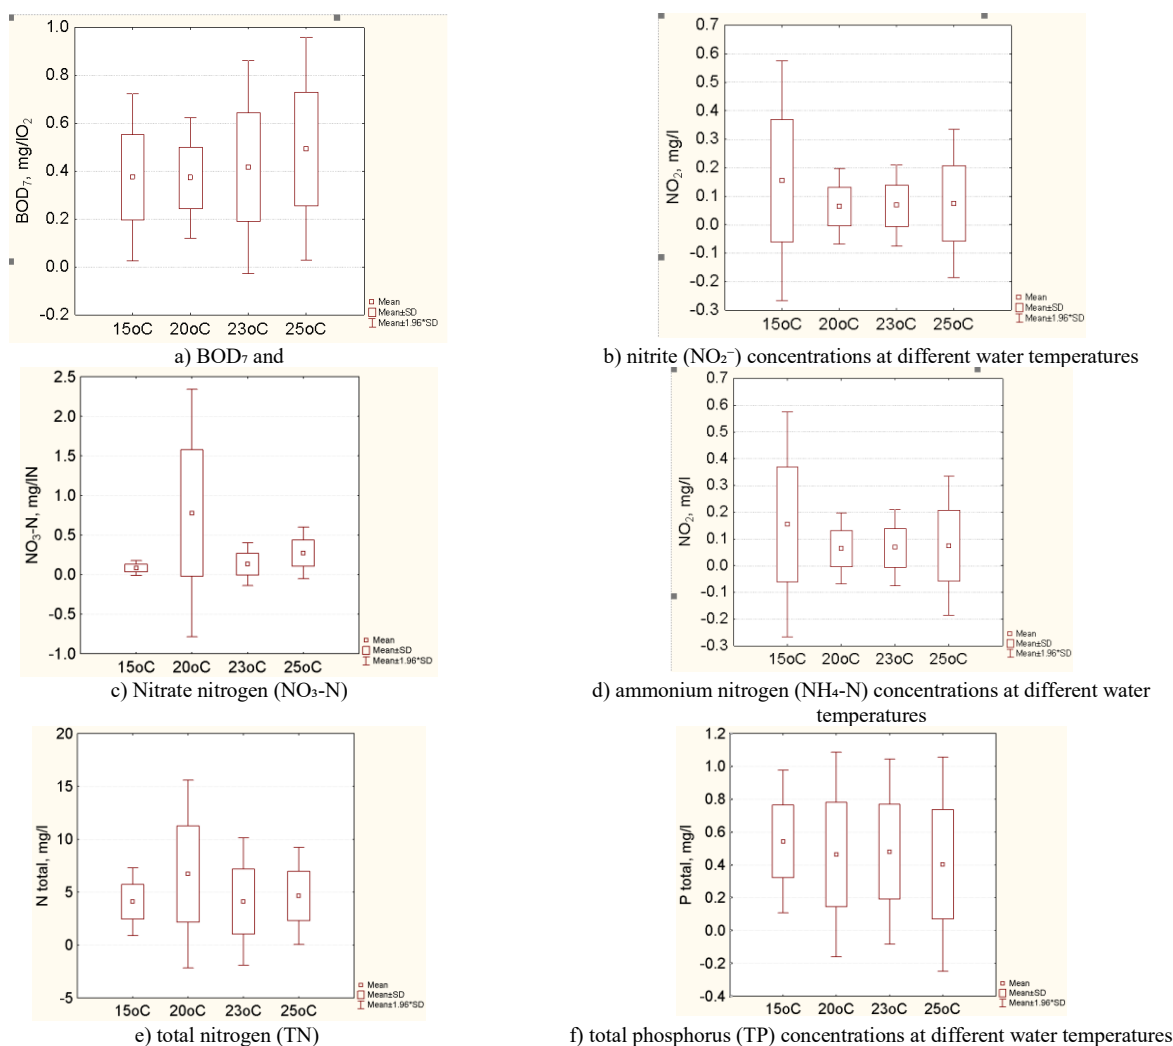 1.0
0.8
0.6
0.4
0.2
0.0
-0.2
BOD₇, mg/lO₂
15oC 20oC 23oC 25oC
Mean
Mean±SD
Mean±1.96*SD
a) BOD₇ and
0.7
0.6
0.5
0.4
0.3
0.2
0.1
0.0
-0.1
-0.2
-0.3
NO₂, mg/l
15oC 20oC 23oC 25oC
Mean
Mean±SD
Mean±1.96*SD
b) nitrite (NO₂⁻) concentrations at different water temperatures
2.5
2.0
1.5
1.0
0.5
0.0
-0.5
-1.0
NO₃-N, mg/lN
15oC 20oC 23oC 25oC
Mean
Mean±SD
Mean±1.96*SD
c) Nitrate nitrogen (NO₃-N)
0.7
0.6
0.5
0.4
0.3
0.2
0.1
0.0
-0.1
-0.2
-0.3
NO₂, mg/l
15oC 20oC 23oC 25oC
Mean
Mean±SD
Mean±1.96*SD
d) ammonium nitrogen (NH₄-N) concentrations at different water
temperatures
20
15
10
5
0
-5
N total, mg/l
15oC 20oC 23oC 25oC
Mean
Mean±SD
Mean±1.96*SD
e) total nitrogen (TN)
1.2
1.0
0.8
0.6
0.4
0.2
0.0
-0.2
-0.4
P total, mg/l
15oC 20oC 23oC 25oC
Mean
Mean±SD
Mean±1.96*SD
f) total phosphorus (TP) concentrations at different water temperatures